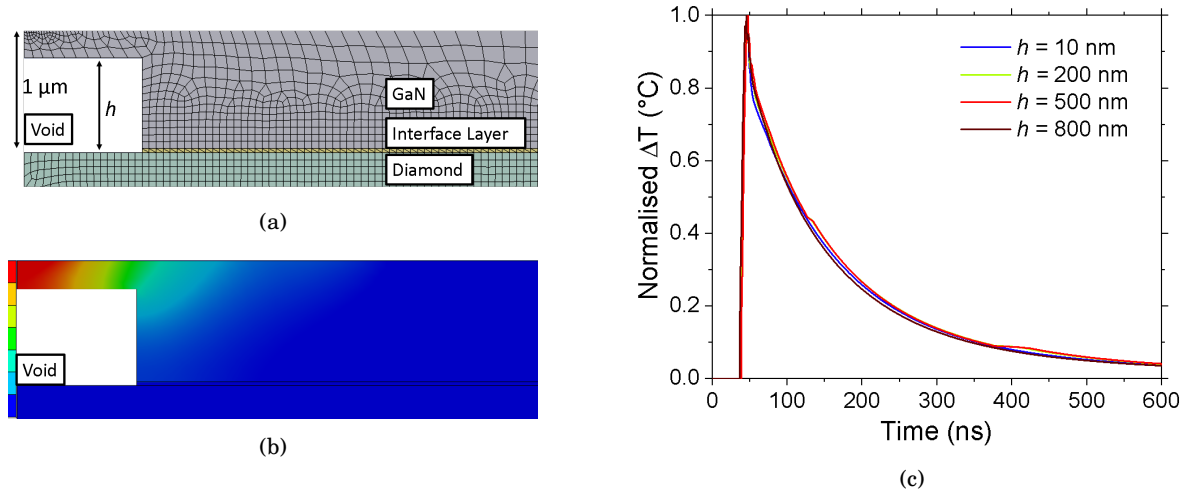 1 µm
h
GaN
Void
Interface Layer
Diamond
(a)
Void
(b)
Normalised ΔT (°C)
1.0
0.8
0.6
0.4
0.2
0.0
h = 10 nm
h = 200 nm
h = 500 nm
h = 800 nm
0 100 200 300 400 500 600
Time (ns)
(c)